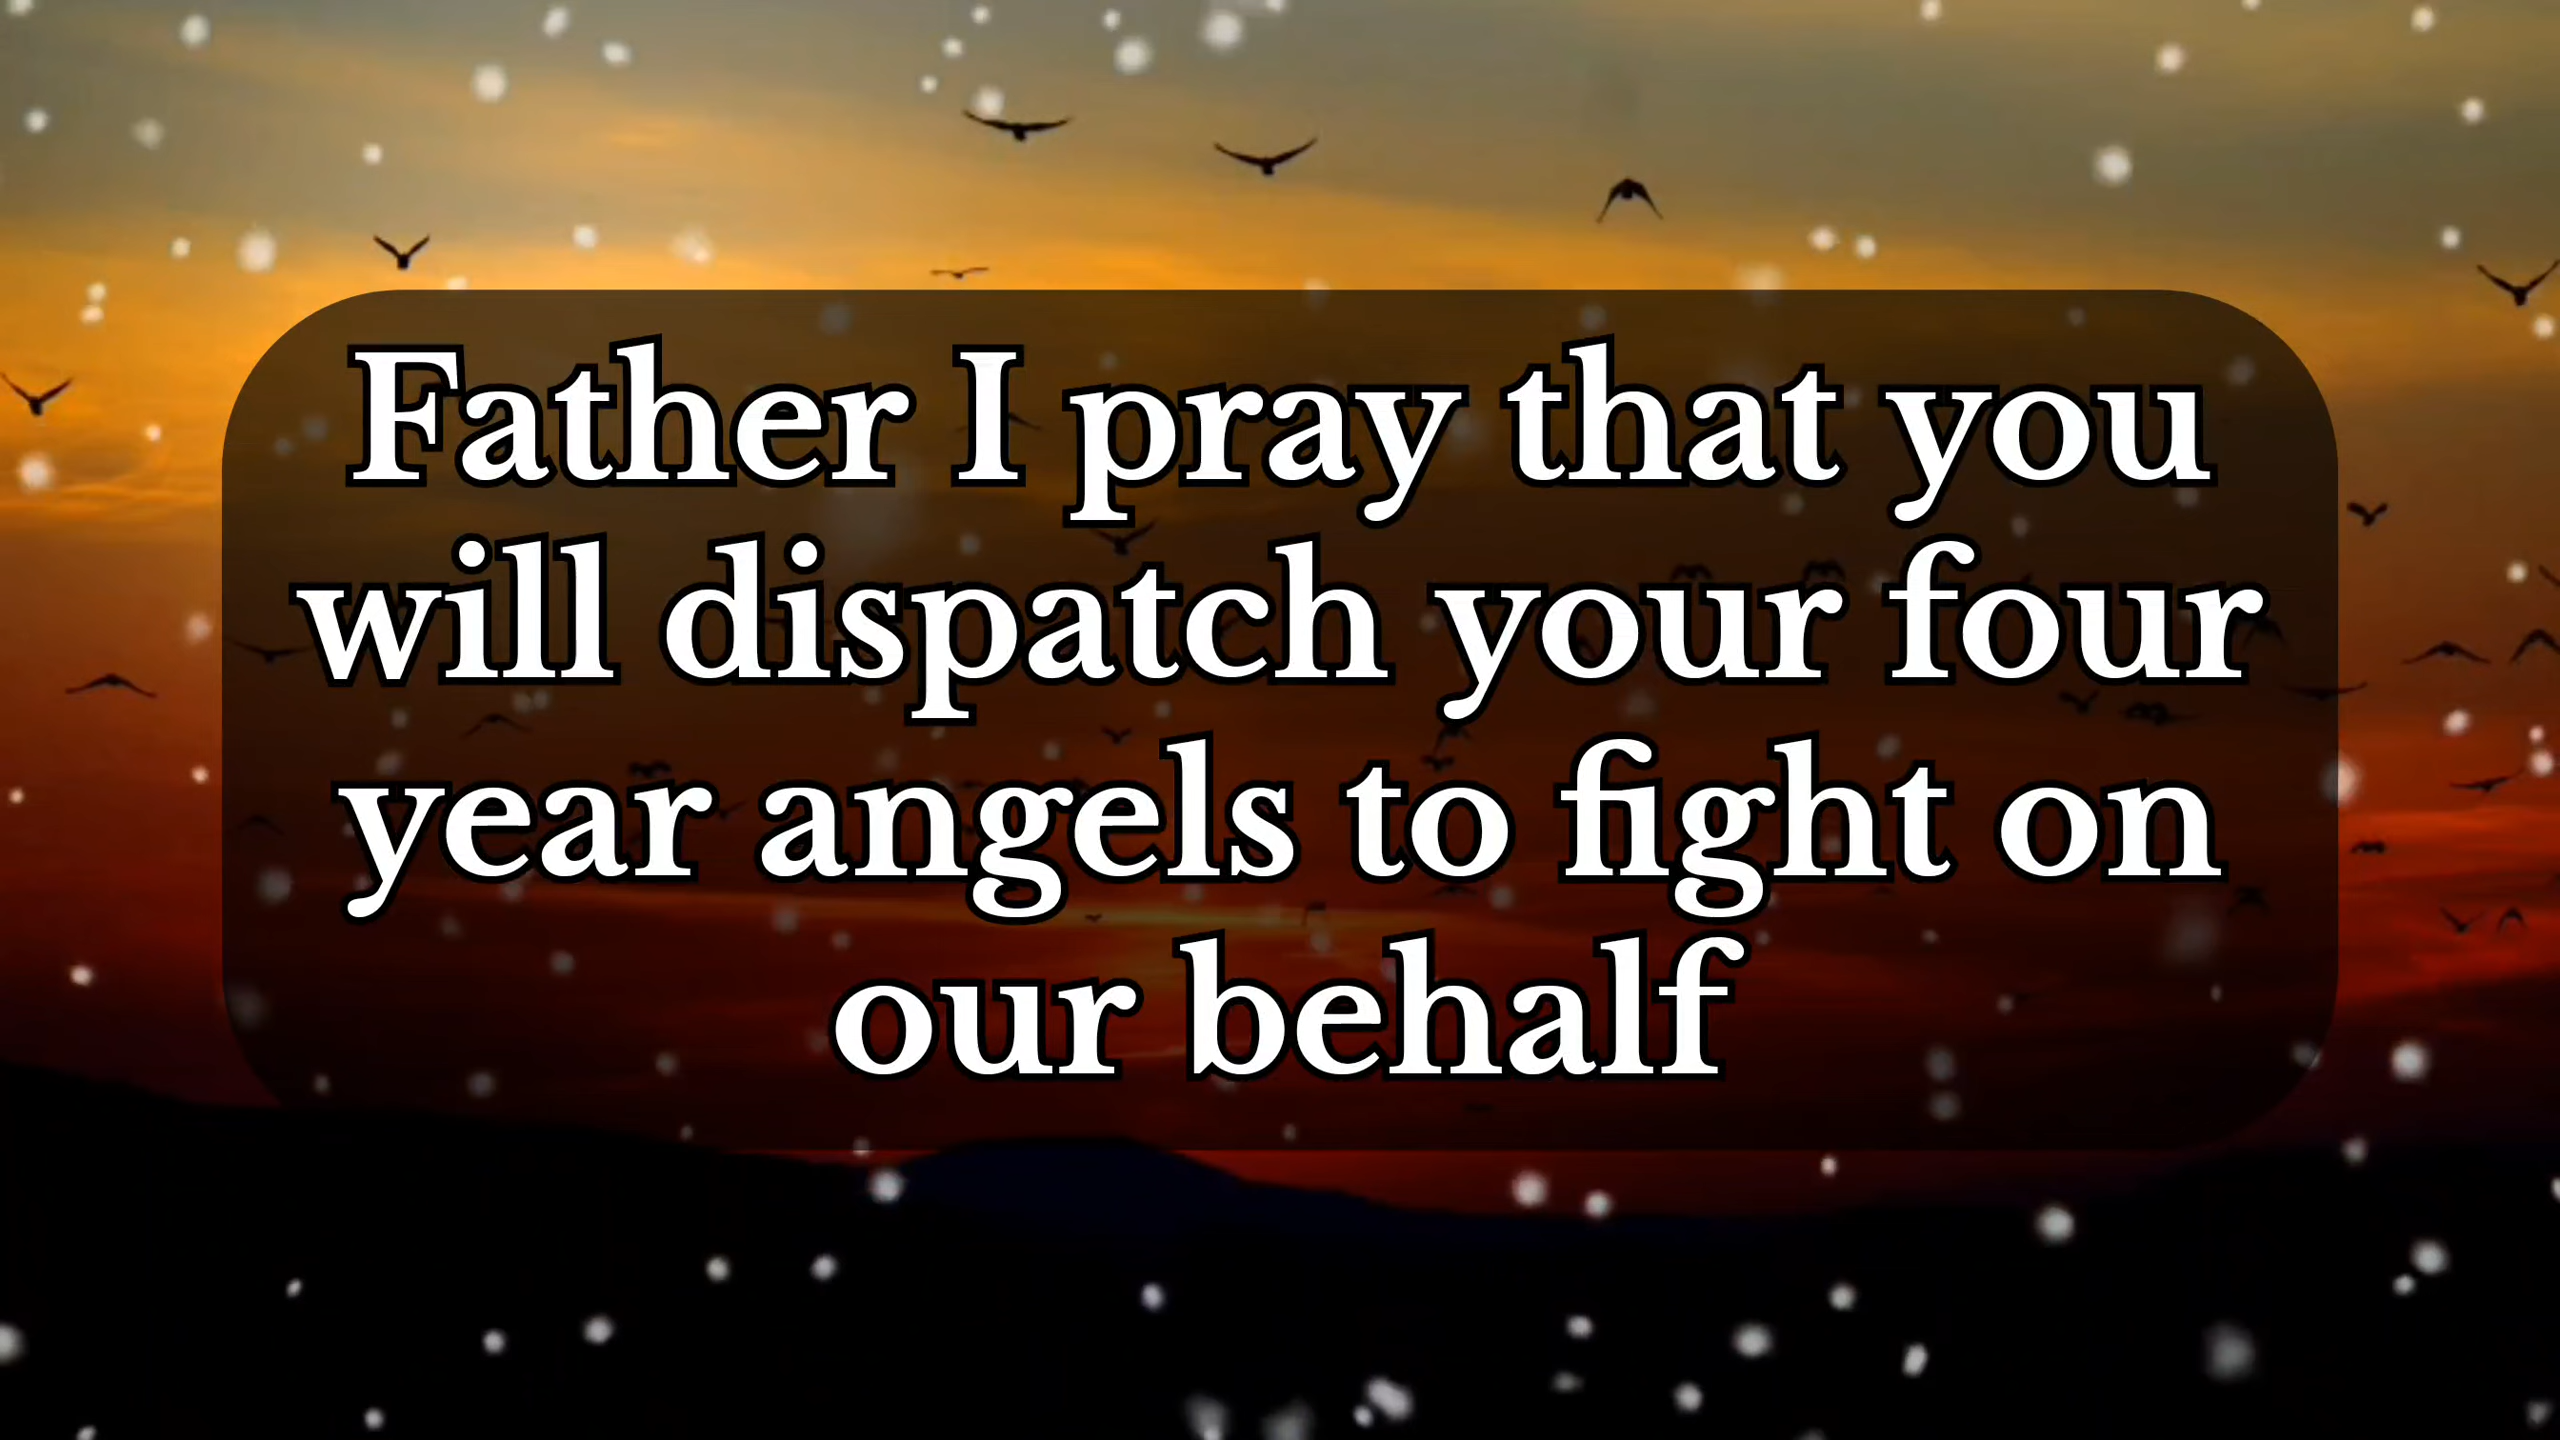 Father I pray that you
will dispatch your four
year angels to fight on
our behalf